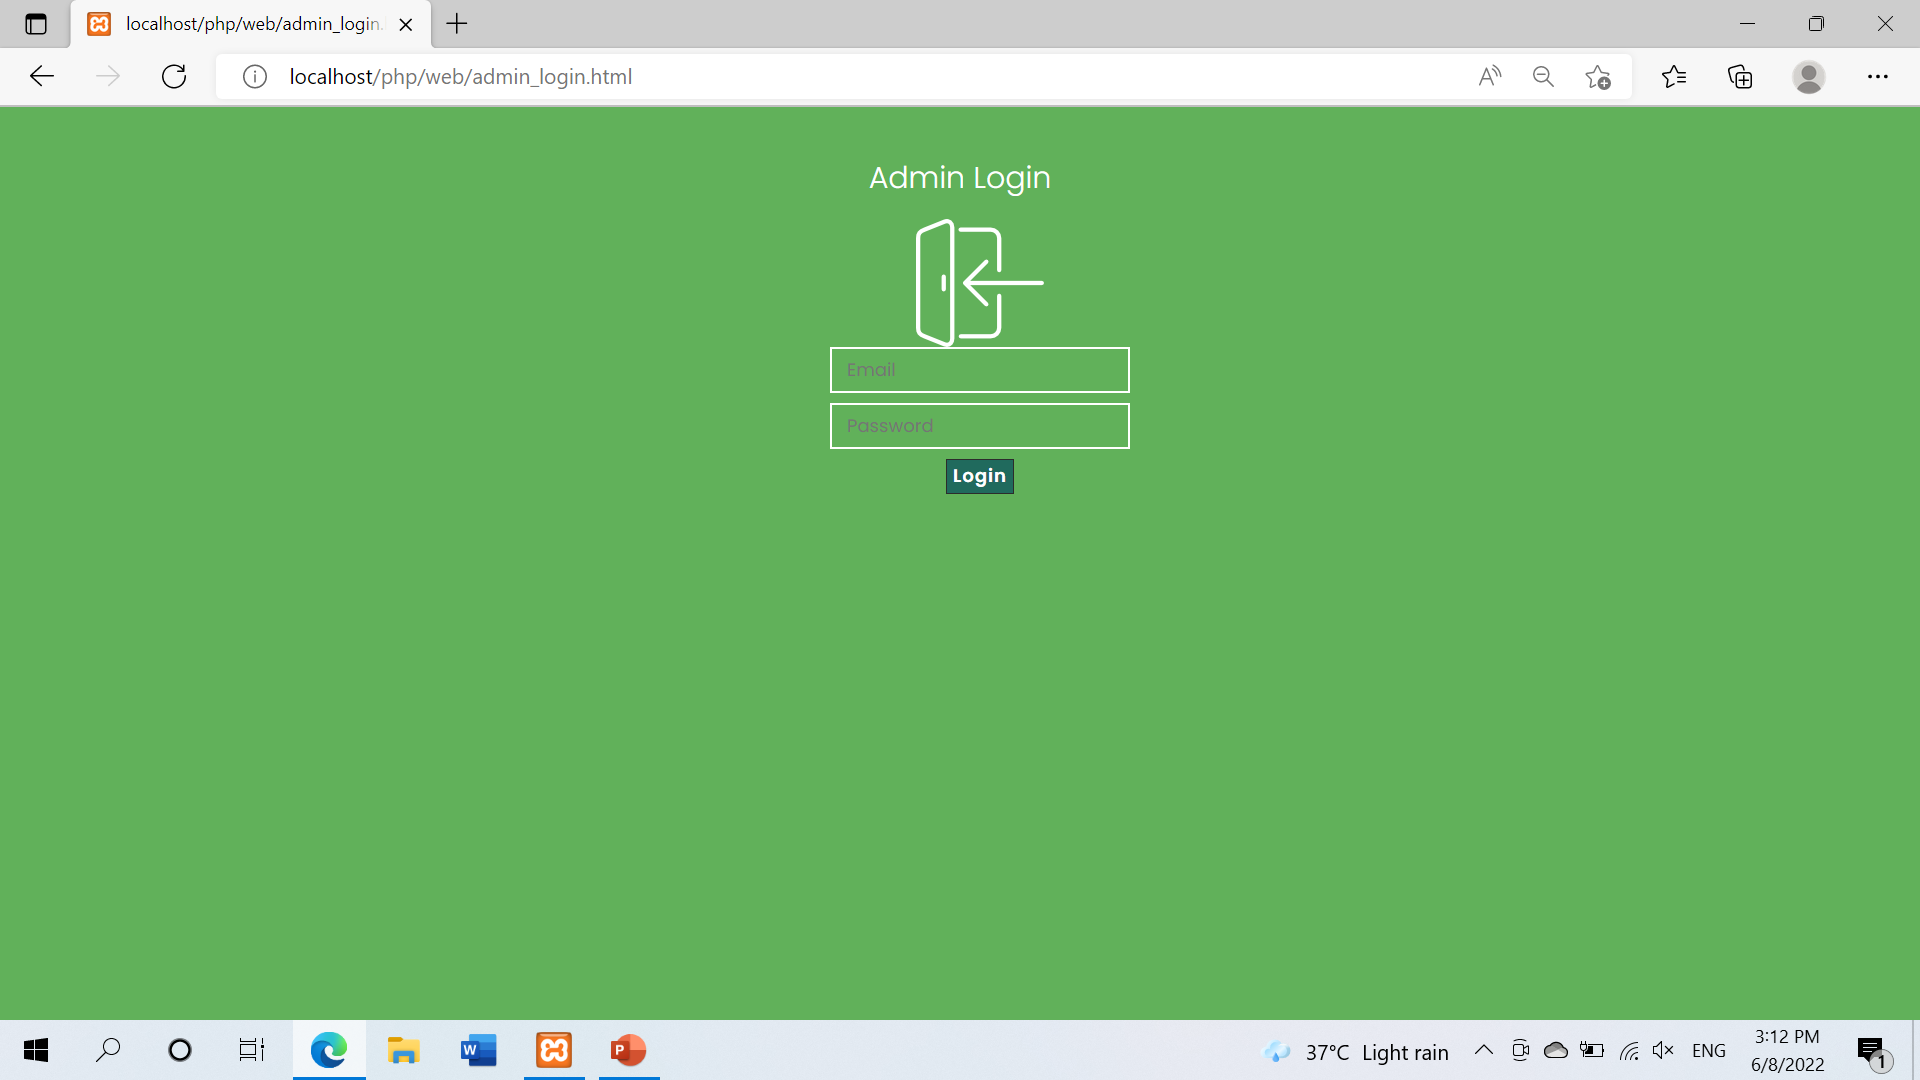 localhost/php/web/admin_login.
localhost/php/web/admin_login.html
Admin Login
Email
Password
Login
37°C Light rain
ENG
3:12 PM
6/8/2022
1